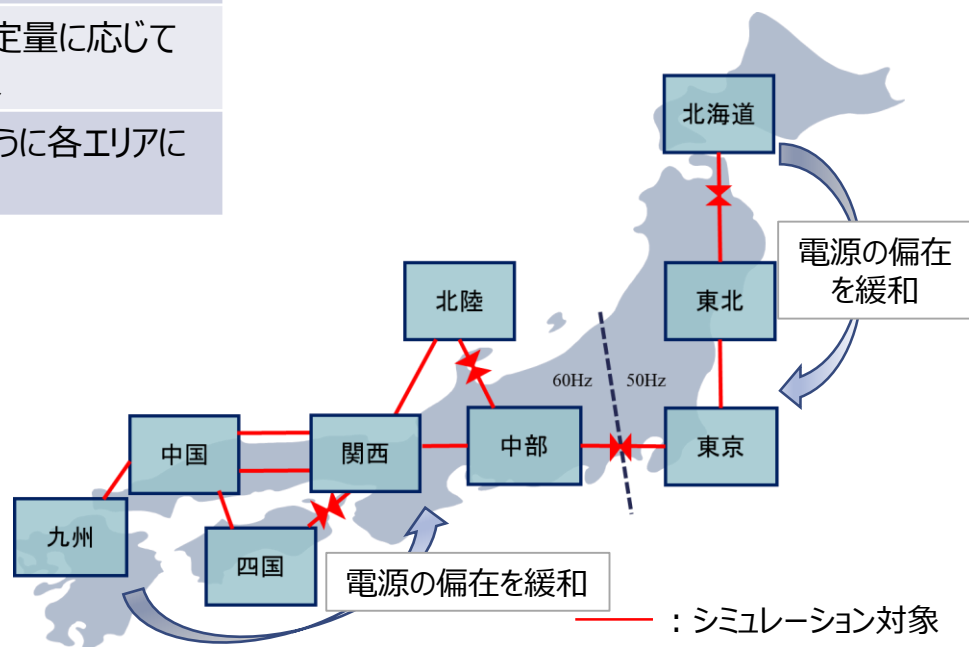 定量に応じて
うに各エリアに
北海道
電源の偏在
を緩和
北陸
東北
60Hz
50Hz
中国
関西
中部
東京
九州
四国
電源の偏在を緩和
：シミュレーション対象